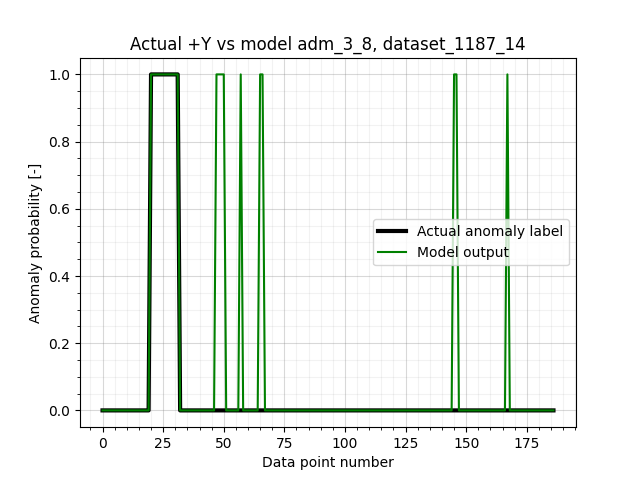 Actual +Y vs model adm_3_8, dataset_1187_14
Anomaly probability [-]
1.0
0.8
0.6
0.4
0.2
0.0
Actual anomaly label
Model output
0 25 50 75 100 125 150 175
Data point number